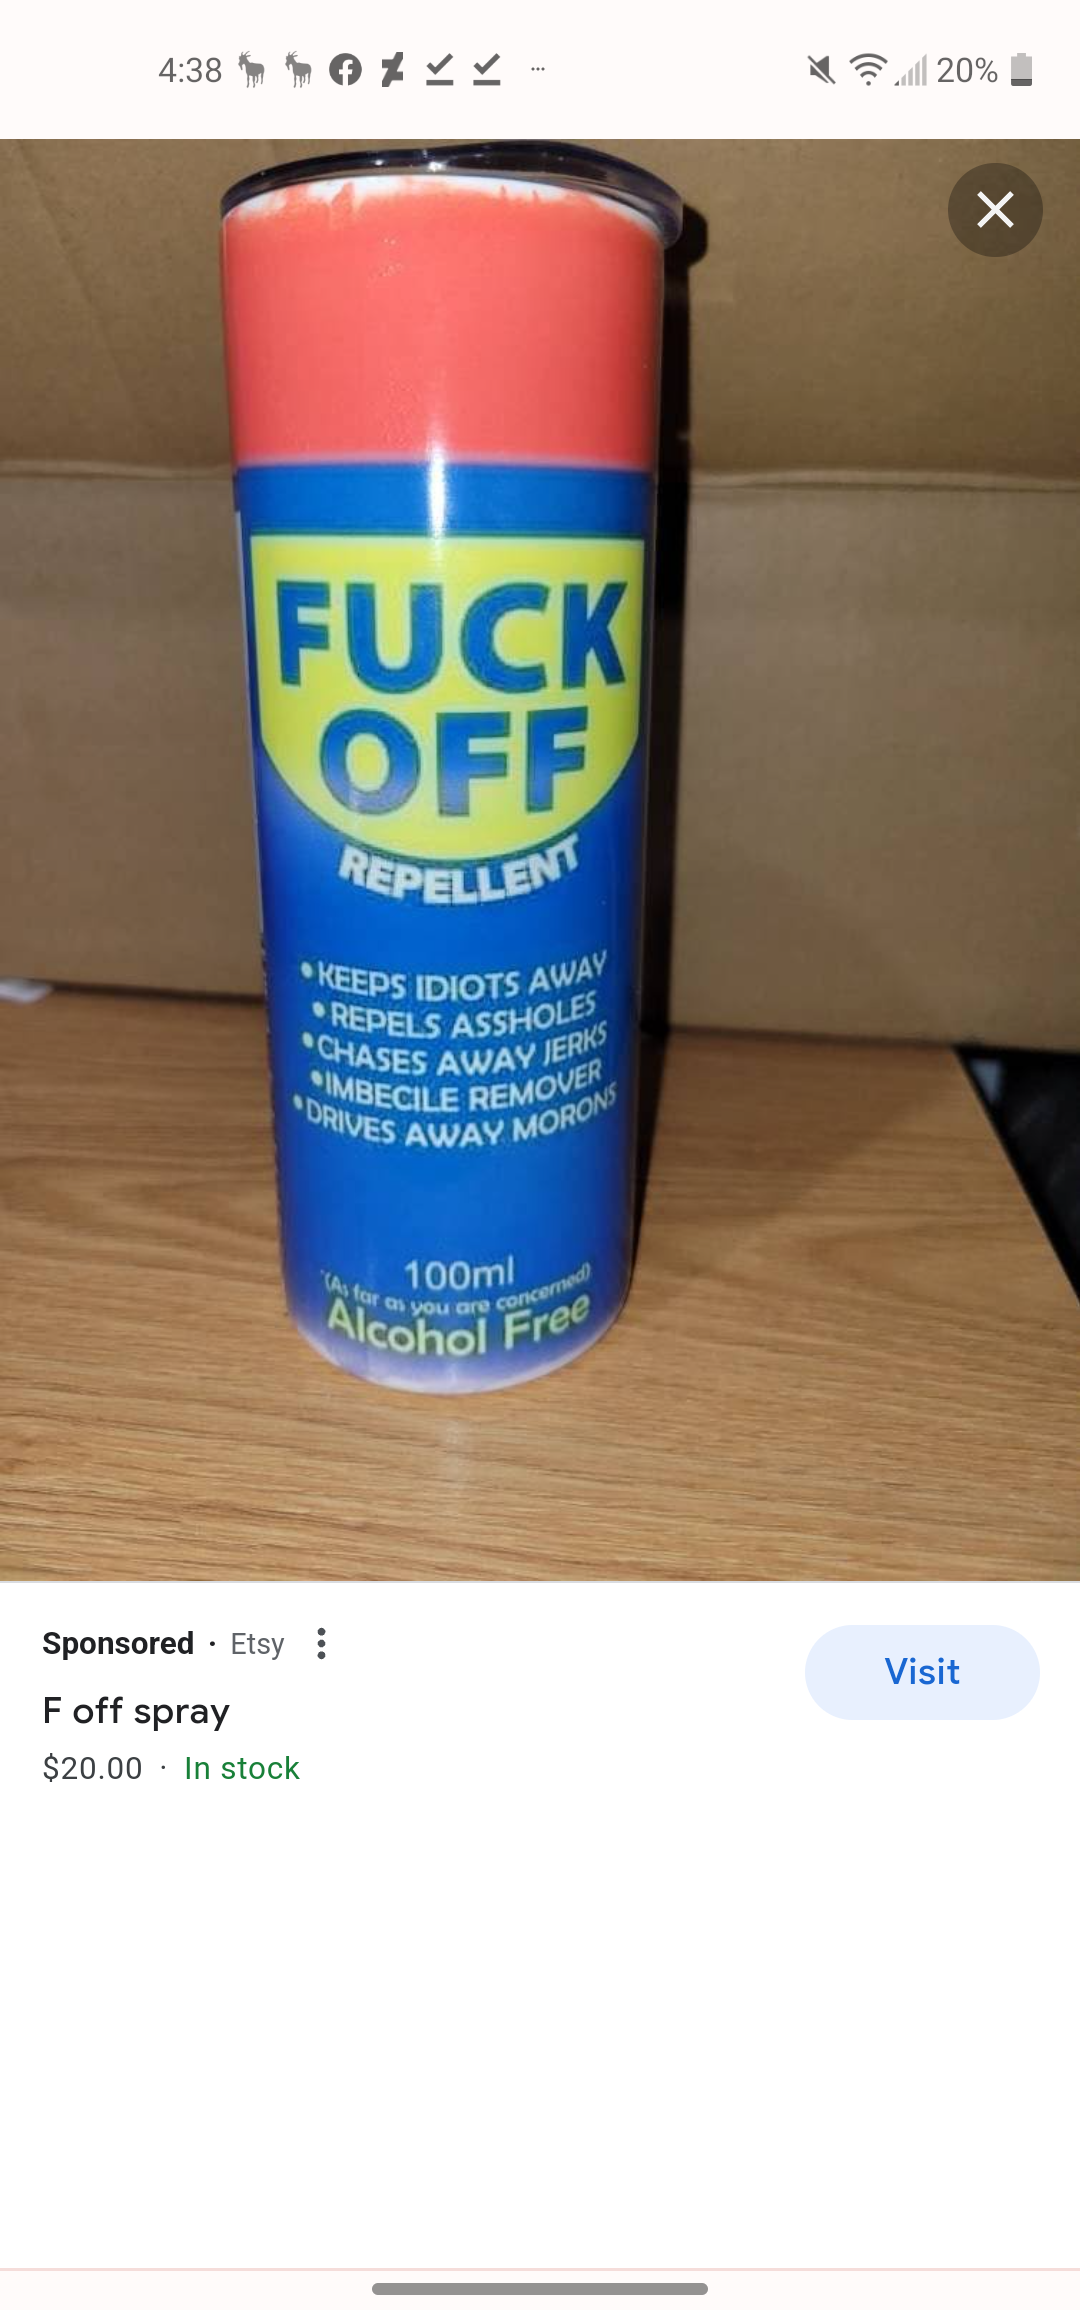 4:38
20%
FUCK
OFF
REPELLENT
• KEEPS IDIOTS AWAY
• REPELS ASSHOLES
• CHASES AWAY JERKS
• IMBECILE REMOVER
• DRIVES AWAY MORONS
100ml
*(As far as you are concerned)
Alcohol Free
Sponsored · Etsy
Visit
F off spray
$20.00 · In stock